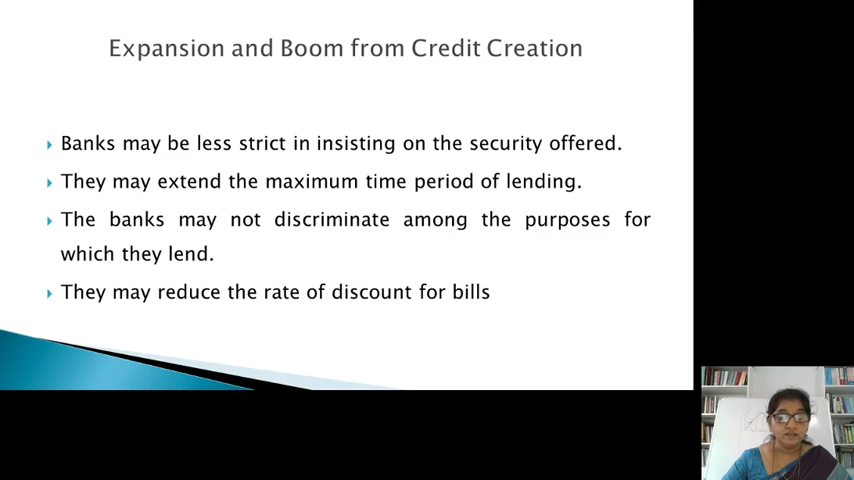 Expansion and Boom from Credit Creation
Banks may be less strict in insisting on the security offered.
They may extend the maximum time period of lending.
The banks may not discriminate among the purposes for
which they lend.
They may reduce the rate of discount for bills